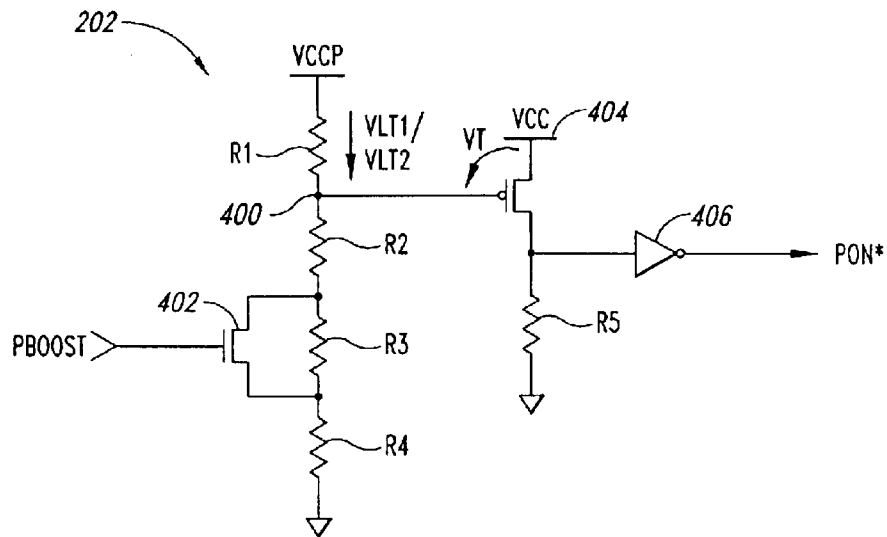 202
VCCP
VLT1/
VLT2
R1
VT
VCC
404
400
R2
406
PON*
402
R3
R5
PBOOST
R4